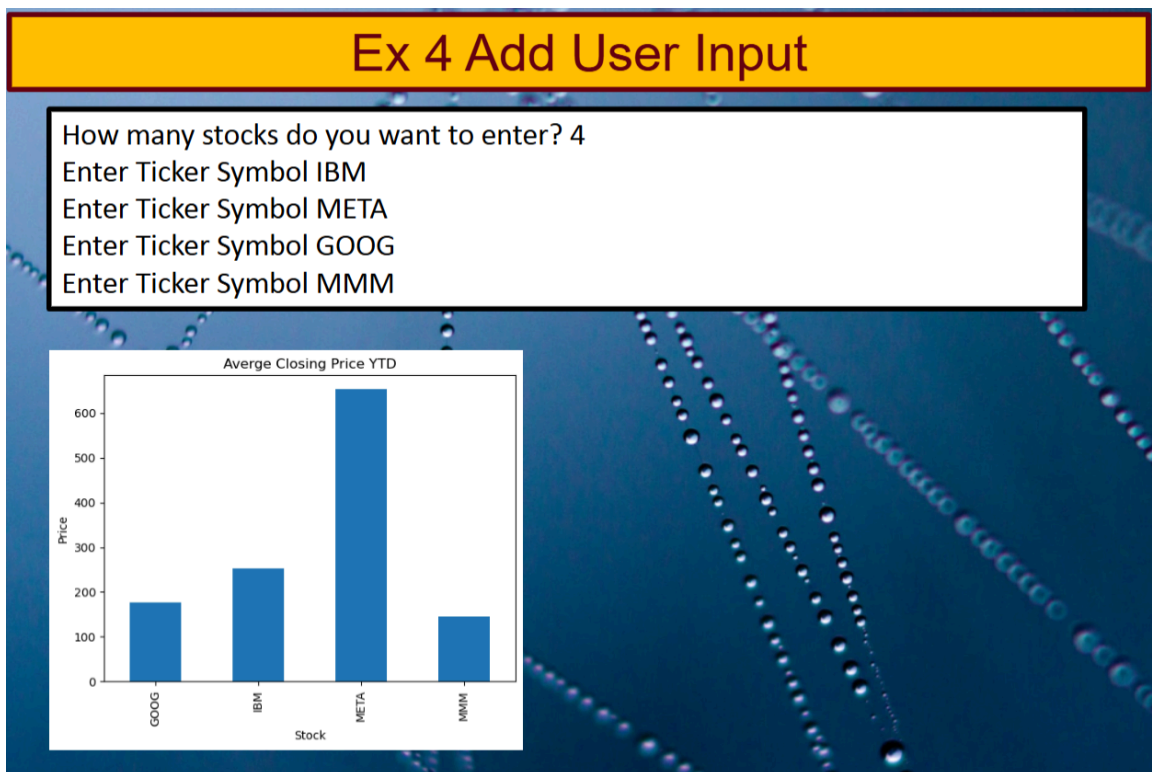 Ex 4 Add User Input
How many stocks do you want to enter? 4
Enter Ticker Symbol IBM
Enter Ticker Symbol META
Enter Ticker Symbol GOOG
Enter Ticker Symbol MMM
Averge Closing Price YTD
Price
600
500
400
300
200
100
0
GOOG
IBM
META
MMM
Stock